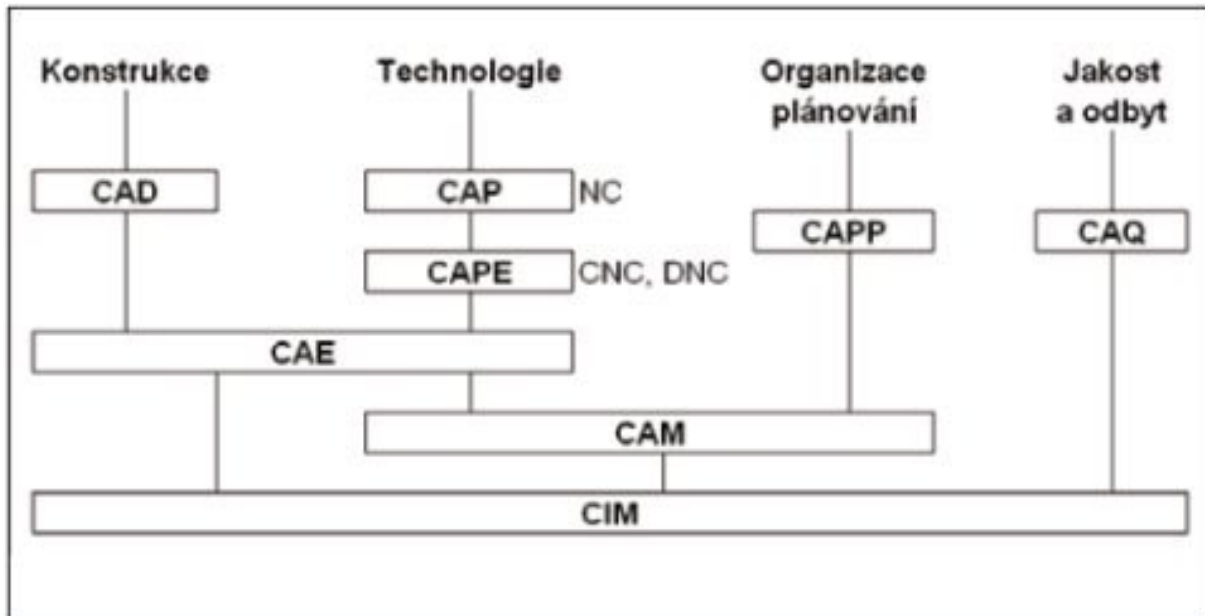 Konstrukce
Technologie
Organizace
plánování
Jakost
a odbyt
CAD
CAP
NC
CAPP
CAQ
CAPE
CNC, DNC
CAE
CAM
CIM